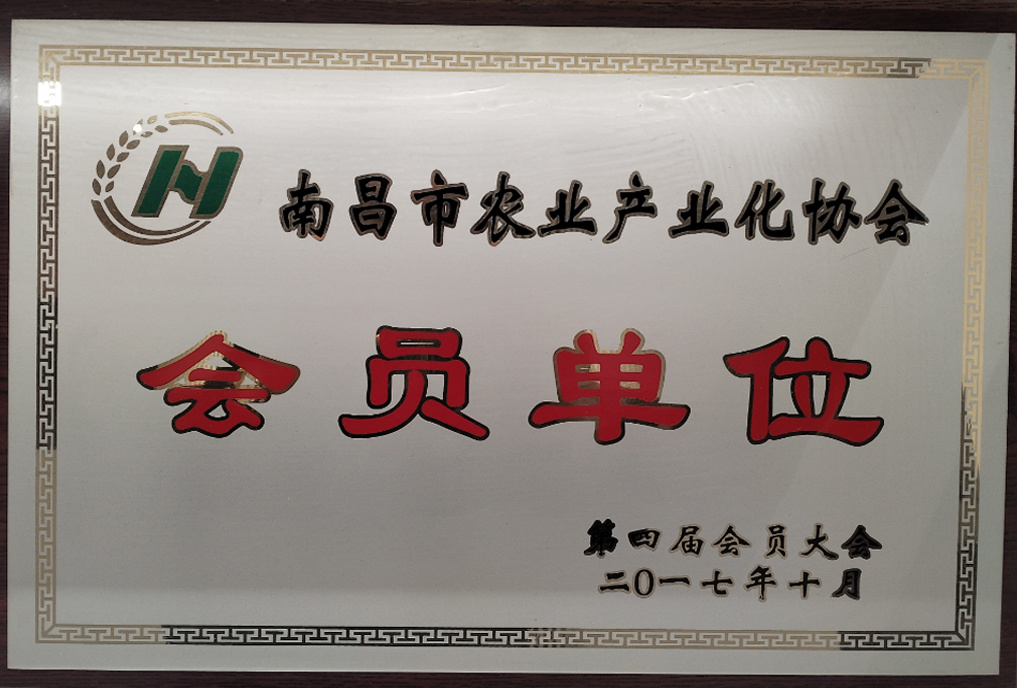 南昌市农业产业化协会
会员单位
第四届会员大会
二〇一七年十月